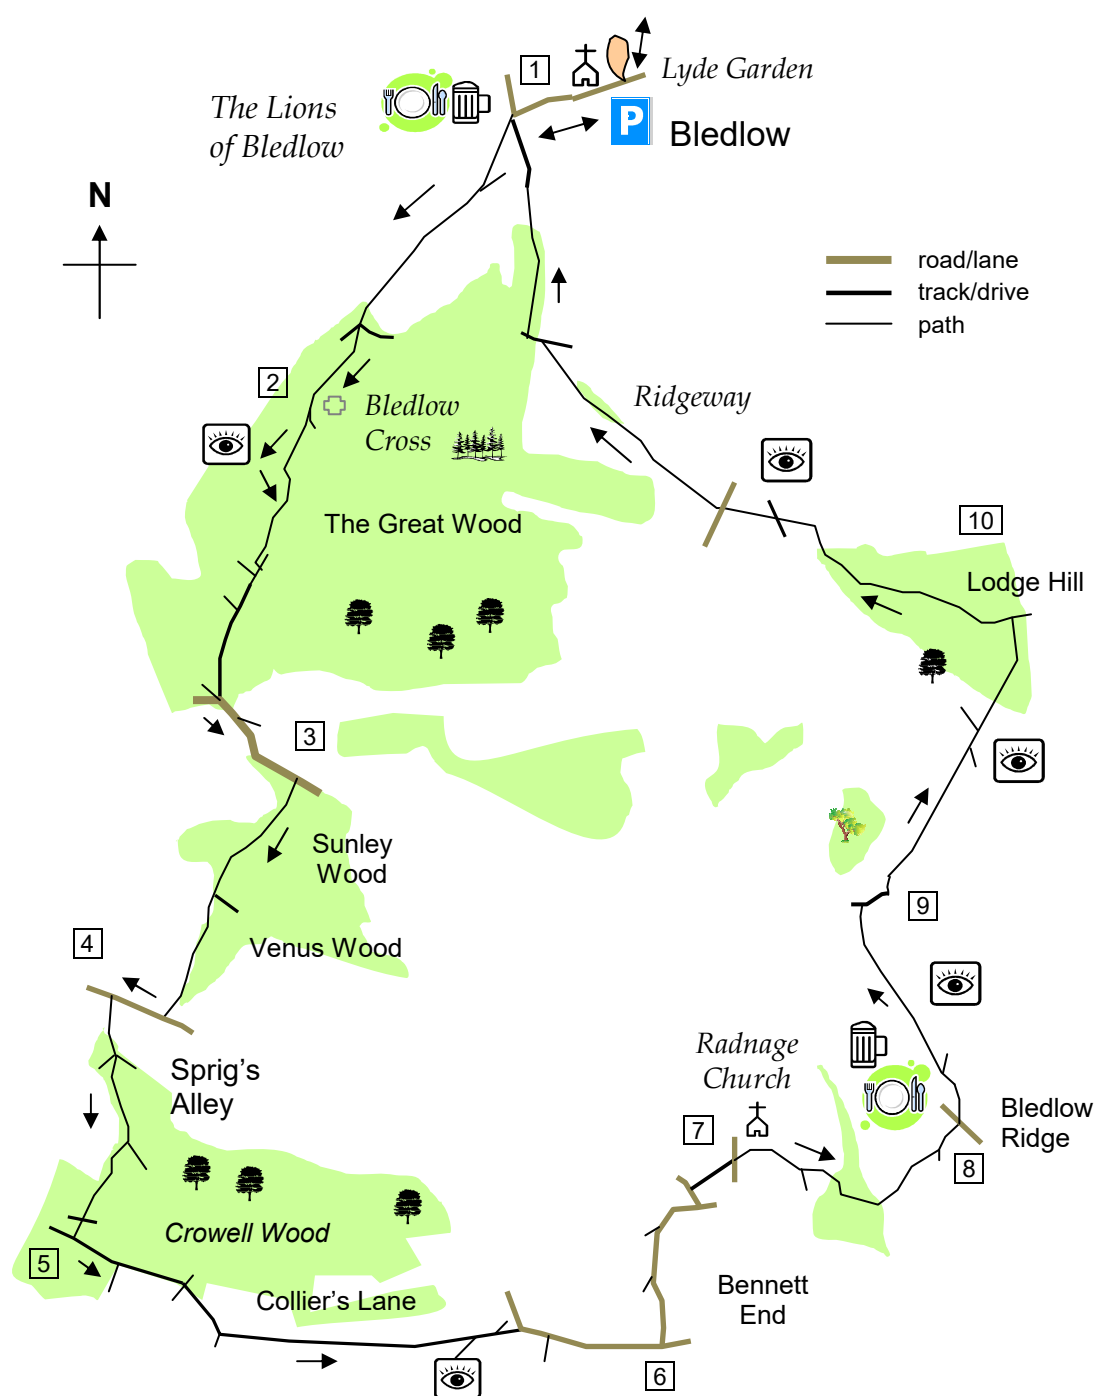 1
Lyde Garden
The Lions
of Bledlow
P
Bledlow
N
road/lane
track/drive
path
2
Bledlow
Cross
Ridgeway
The Great Wood
10
Lodge Hill
3
Sunley
Wood
9
4
Venus Wood
Radnage
Church
Sprig's
Alley
Bledlow
Ridge
7
8
Crowell Wood
5
Collier's Lane
Bennett
End
6